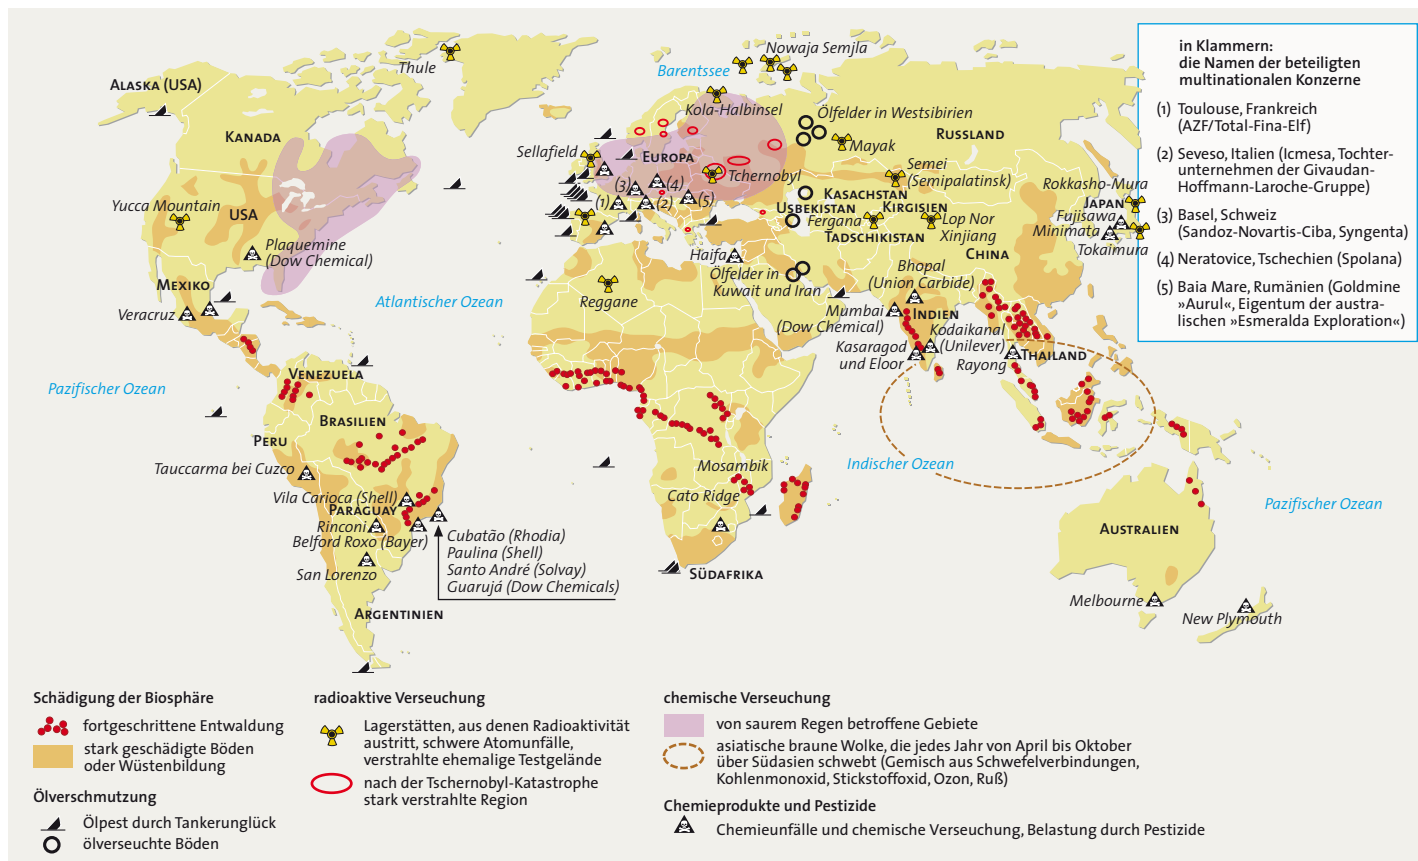 Nowaja Semlja
Thule
Barentssee
Alaska (USA)
Kola-Halbinsel
Ölfelder in Westsibirien
Kanada
Russland
Sellafield
Europa
Mayak
Tchernobyl
Semei
(Semipalatinsk)
(3)
(4)
(1)
(2)
(5)
Yucca Mountain
USA
Kasachstan
Usbekistan
Kirgisien
Fergana
Tadschikistan
Lop Nor
Xinjiang
China
Rokkasho-Mura
Japan
Fujisawa
Minimata
Tokaimura
Plaquemine
(Dow Chemical)
Haifa
Ölfelder in
Kuwait und Iran
Bhopal
(Union Carbide)
Mexiko
Veracruz
Atlantischer Ozean
Reggane
Mumbai
(Dow Chemical)
Indien
Kodaikanal
(Unilever)
Kasaragod
und Eloor
Rayong
Thailand
Pazifischer Ozean
Venezuela
Brasilien
Peru
Tauccarma bei Cuzco
Vila Carioca (Shell)
Paraguay
Rinconi
Belford Roxo (Bayer)
San Lorenzo
Argentinien
Cubatão (Rhodia)
Paulina (Shell)
Santo André (Solvay)
Guarujá (Dow Chemicals)
Mosambik
Cato Ridge
Südafrika
Indischer Ozean
Pazifischer Ozean
Australien
Melbourne
New Plymouth
in Klammern:
die Namen der beteiligten
multinationalen Konzerne
(1) Toulouse, Frankreich
(AZF/Total-Fina-Elf)
(2) Seveso, Italien (Icmesa, Tochter-
unternehmen der Givaudan-
Hoffmann-Laroche-Gruppe)
(3) Basel, Schweiz
(Sandoz-Novartis-Ciba, Syngenta)
(4) Neratovice, Tschechien (Spolana)
(5) Baia Mare, Rumänien (Goldmine
»Aurul«, Eigentum der austra-
lischen »Esmeralda Exploration«)
Schädigung der Biosphäre
fortgeschrittene Entwaldung
stark geschädigte Böden
oder Wüstenbildung
Ölverschmutzung
Ölpest durch Tankerunglück
ölverseuchte Böden
radioaktive Verseuchung
Lagerstätten, aus denen Radioaktivität
austritt, schwere Atomunfälle,
verstrahlte ehemalige Testgelände
nach der Tschernobyl-Katastrophe
stark verstrahlte Region
chemische Verseuchung
von saurem Regen betroffene Gebiete
asiatische braune Wolke, die jedes Jahr von April bis Oktober
über Südasien schwebt (Gemisch aus Schwefelverbindungen,
Kohlenmonoxid, Stickstoffoxid, Ozon, Ruß)
Chemieprodukte und Pestizide
Chemieunfälle und chemische Verseuchung, Belastung durch Pestizide